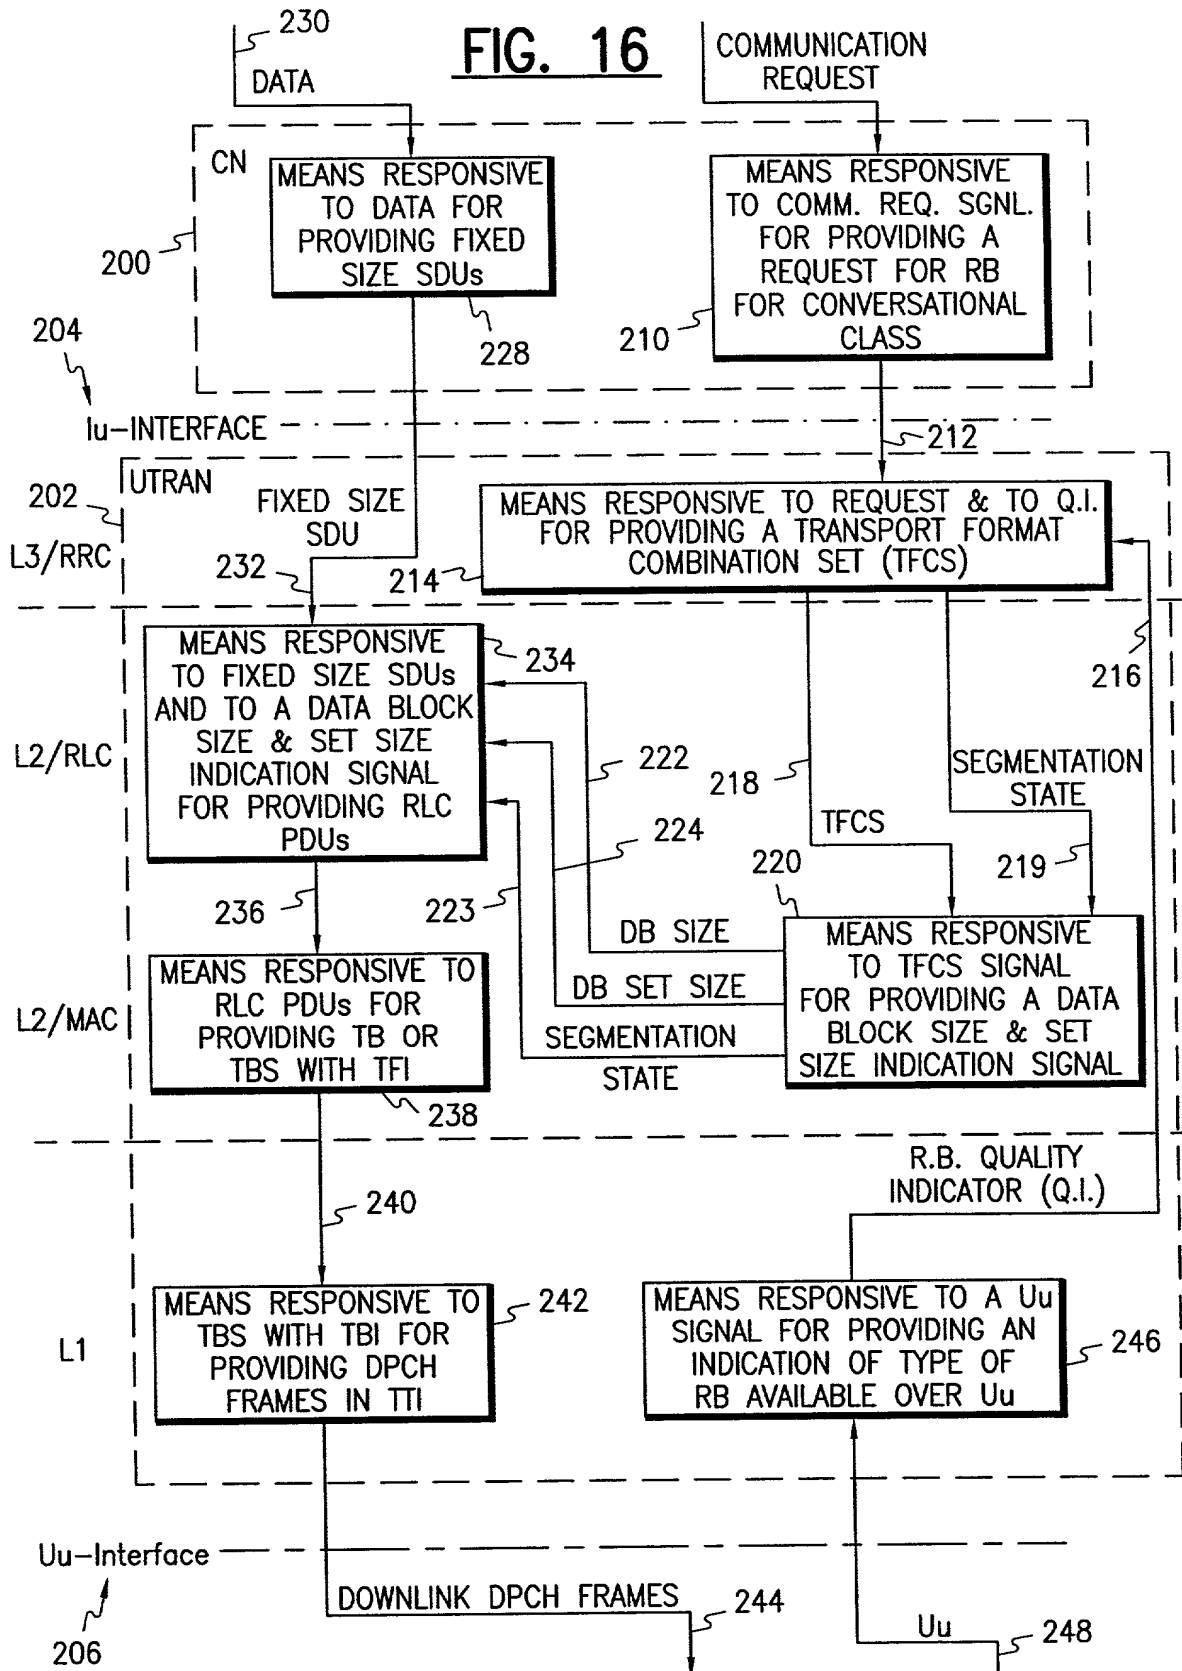 FIG. 16
230
DATA
COMMUNICATION
REQUEST
CN
MEANS RESPONSIVE
TO DATA FOR
PROVIDING FIXED
SIZE SDUs
228
MEANS RESPONSIVE
TO COMM. REQ. SGNL.
FOR PROVIDING A
REQUEST FOR RB
FOR CONVERSATIONAL
CLASS
210
200
204
Iu-INTERFACE
212
202
UTRAN
FIXED SIZE
SDU
232
L3/RRC
MEANS RESPONSIVE TO REQUEST & TO Q.I.
FOR PROVIDING A TRANSPORT FORMAT
COMBINATION SET (TFCS)
214
216
MEANS RESPONSIVE
TO FIXED SIZE SDUs
AND TO A DATA BLOCK
SIZE & SET SIZE
INDICATION SIGNAL
FOR PROVIDING RLC
PDUs
234
L2/RLC
222
224
223
218
TFCS
SEGMENTATION
STATE
219
220
236
DB SIZE
DB SET SIZE
SEGMENTATION
STATE
MEANS RESPONSIVE
TO TFCS SIGNAL
FOR PROVIDING A DATA
BLOCK SIZE & SET
SIZE INDICATION SIGNAL
L2/MAC
MEANS RESPONSIVE TO
RLC PDUs FOR
PROVIDING TB OR
TBS WITH TFI
238
R.B. QUALITY
INDICATOR (Q.I.)
240
L1
MEANS RESPONSIVE TO
TBS WITH TBI FOR
PROVIDING DPCH
FRAMES IN TTI
242
MEANS RESPONSIVE TO A Uu
SIGNAL FOR PROVIDING AN
INDICATION OF TYPE OF
RB AVAILABLE OVER Uu
246
Uu-Interface
206
DOWNLINK DPCH FRAMES
244
Uu
248